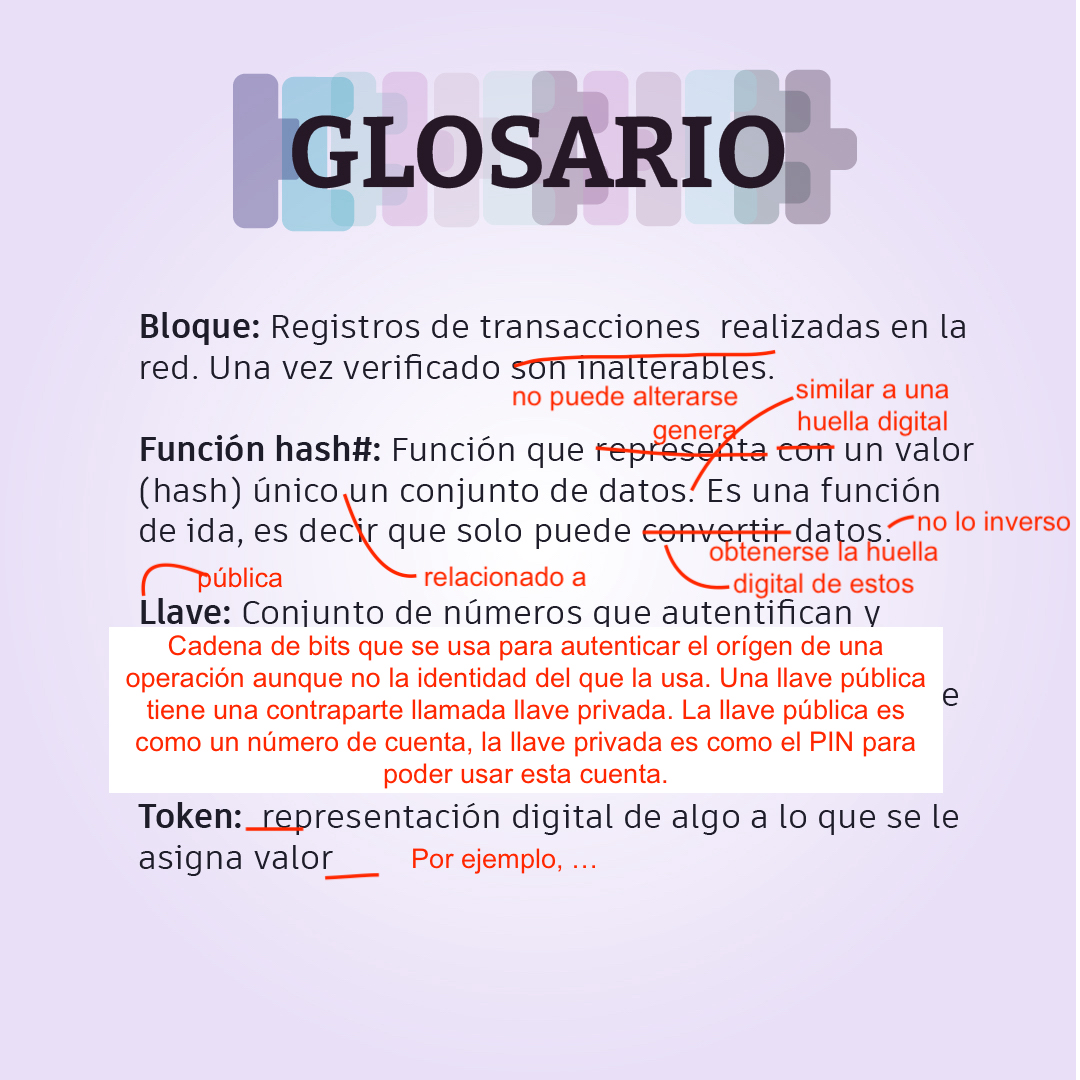 GLOSARIO
Bloque: Registros de transacciones realizadas en la
red. Una vez verificado son inalterables.
no puede alterarse
similar a una
huella digital
genera
Función hash#: Función que representa con un valor
(hash) único un conjunto de datos. Es una función
de ida, es decir que solo puede convertir datos.
no lo inverso
obtenerse la huella
digital de estos
relacionado a
pública
Llave: Conjunto de números que autentifican y
Cadena de bits que se usa para autenticar el orígen de una
operación aunque no la identidad del que la usa. Una llave pública
e
tiene una contraparte llamada llave privada. La llave pública es
como un número de cuenta, la llave privada es como el PIN para
poder usar esta cuenta.
Token: representación digital de algo a lo que se le
asigna valor
Por ejemplo, …